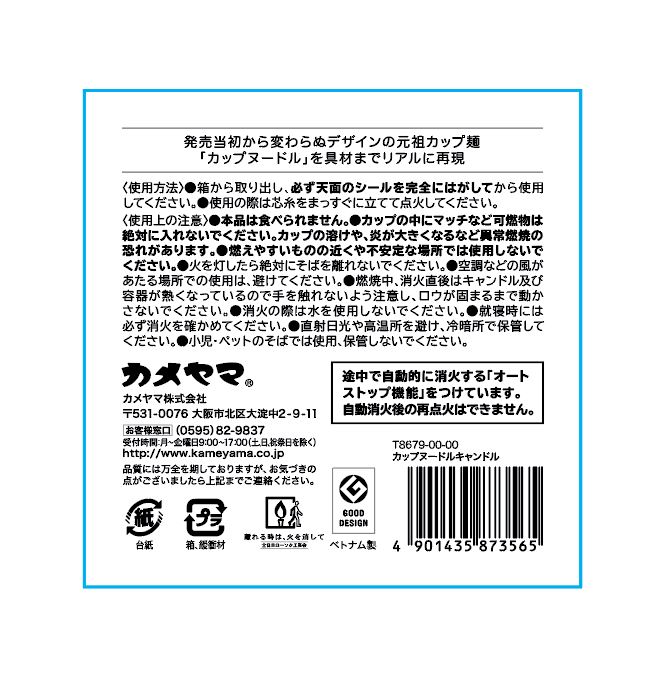 発売当初から変わらぬデザインの元祖カップ麺
「カップヌードル」を具材までリアルに再現
〈使用方法〉●箱から取り出し、必ず天面のシールを完全にはがしてから使用
してください。●使用の際は芯糸をまっすぐに立てて点火してください。
〈使用上の注意〉●本品は食べられません。●カップの中にマッチなど可燃物は
絶対に入れないでください。カップの溶けや、炎が大きくなるなど異常燃焼の
恐れがあります。●燃えやすいものの近くや不安定な場所では使用しないで
ください。●火を灯したら絶対にそばを離れないでください。●空調などの風が
あたる場所での使用は、避けてください。●燃焼中、消火直後はキャンドル及び
容器が熱くなっているので手を触れないよう注意し、ロウが固まるまで動か
さないでください。●消火の際は水を使用しないでください。●就寝時には
必ず消火を確かめてください。●直射日光や高温所を避け、冷暗所で保管して
ください。●小児・ペットのそばでは使用、保管しないでください。
カメヤマ®
カメヤマ株式会社
〒531-0076 大阪市北区大淀中2-9-11
お客様窓口 (0595)82-9837
受付時間:月~金曜日9:00~17:00(土、日、祝祭日を除く)
http://www.kameyama.co.jp
品質には万全を期しておりますが、お気づきの
点がございましたら上記までご連絡ください。
途中で自動的に消火する「オート
ストップ機能」をつけています。
自動消火後の再点火はできません。
T8679-00-00
カップヌードルキャンドル
紙
台紙
プラ
箱、緩衝材
離れる時は、火を消して
全日本ローソク工業会
GOOD
DESIGN
ベトナム製
4 901435 873565